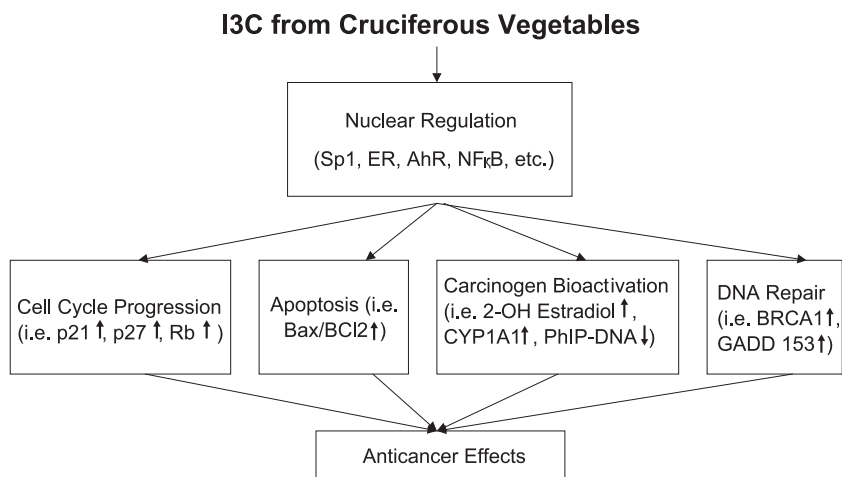 I3C from Cruciferous Vegetables
Nuclear Regulation
(Sp1, ER, AhR, NFκB, etc.)
Cell Cycle Progression
(i.e. p21↑, p27↑, Rb ↑ )
Apoptosis (i.e.
Bax/BCl2↑)
Carcinogen Bioactivation
(i.e. 2-OH Estradiol↑,
CYP1A1↑, PhIP-DNA↓)
DNA Repair
(i.e. BRCA1↑,
GADD 153↑)
Anticancer Effects